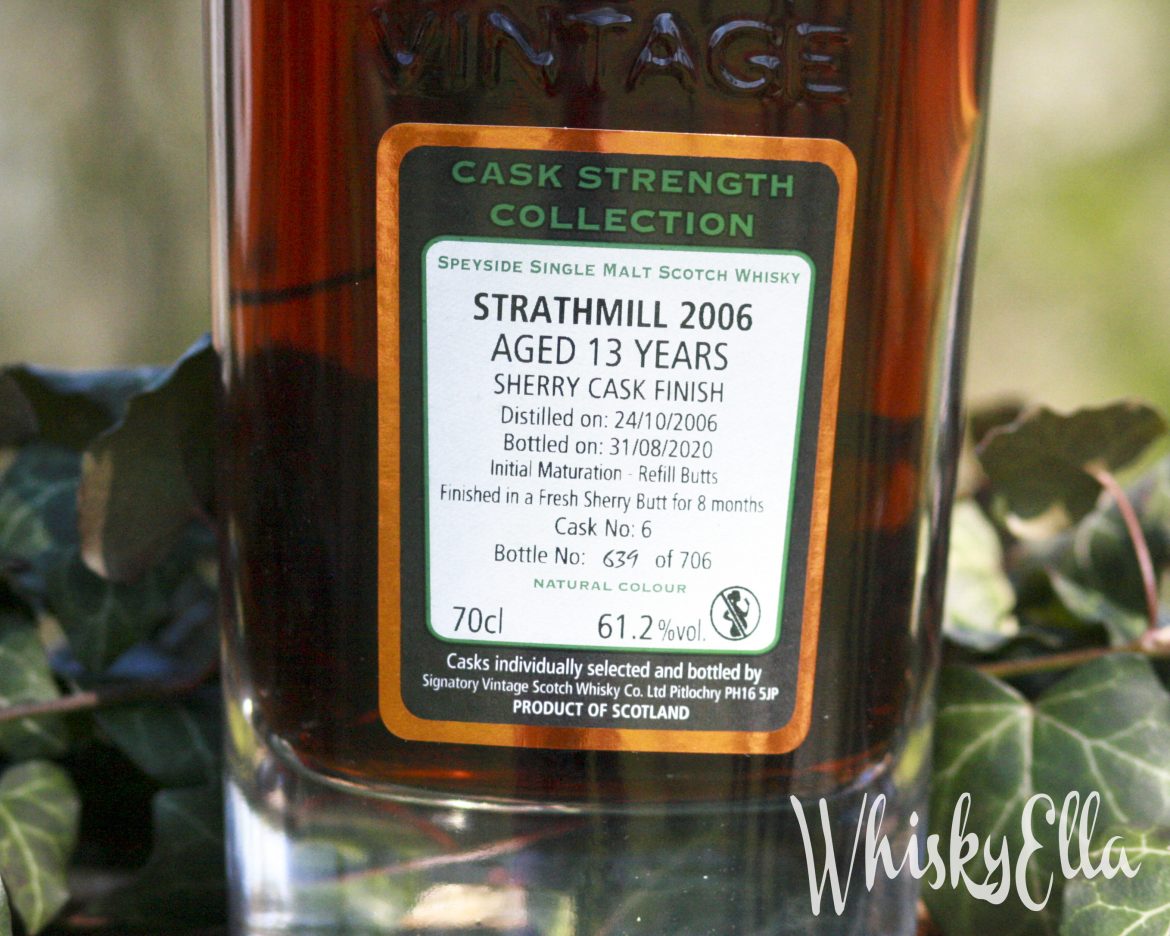 VINTAGE
CASK STRENGTH
COLLECTION
SPEYSIDE SINGLE MALT SCOTCH WHISKY
STRATHMILL 2006
AGED 13 YEARS
SHERRY CASK FINISH
Distilled on: 24/10/2006
Bottled on: 31/08/2020
Initial Maturation - Refill Butts
Finished in a Fresh Sherry Butt for 8 months
Cask No: 6
Bottle No: 639 of 706
NATURAL COLOUR
70cl 61.2%vol.
Casks individually selected and bottled by
Signatory Vintage Scotch Whisky Co. Ltd Pitlochry PH16 5JP
PRODUCT OF SCOTLAND
WhiskyElla